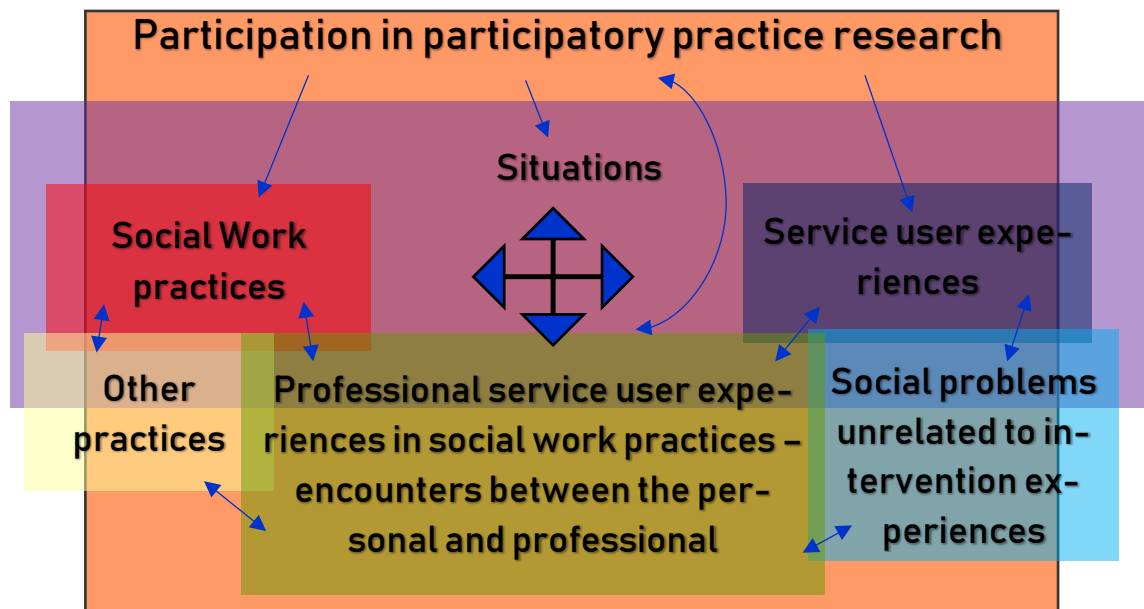 Participation in participatory practice research
Situations
Social Work
practices
Service user expe-
riences
Other
practices
Professional service user expe-
riences in social work practices –
encounters between the per-
sonal and professional
Social problems
unrelated to in-
tervention ex-
periences